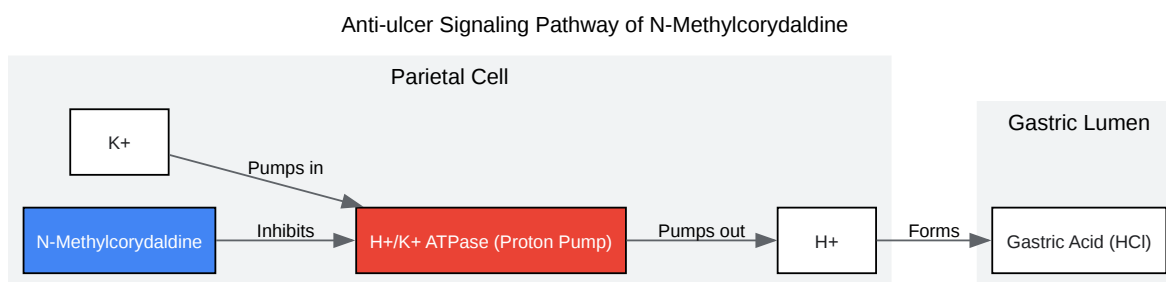 Anti-ulcer Signaling Pathway of N-Methylcorydaldine
Parietal Cell
Gastric Lumen
K+
Pumps in
N-Methylcorydaldine
Inhibits
H+/K+ ATPase (Proton Pump)
Pumps out
H+
Forms
Gastric Acid (HCl)